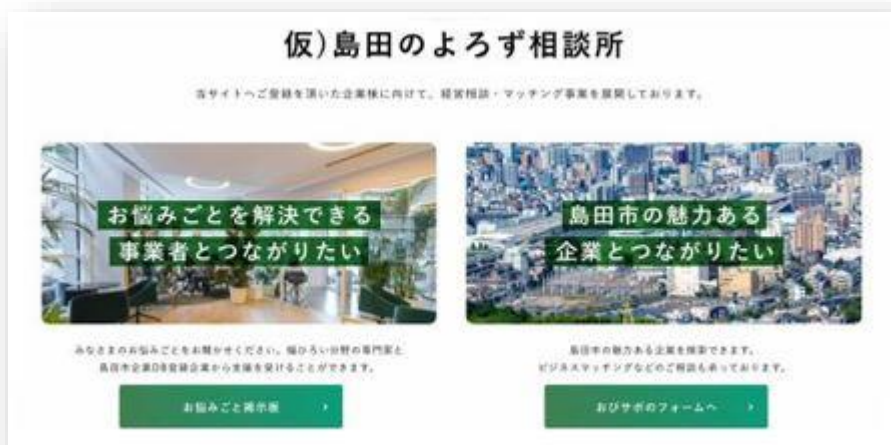 仮)島田のよろず相談所
当サイトへご登録を頂いた企業様に向けて、経営相談・マッチング事業を展開しております。
お悩みごとを解決できる
事業者とつながりたい
島田市の魅力ある
企業とつながりたい
みなさまのお悩みごとをお聞かせください。幅ひろい分野の専門家と
島田市企業DB登録企業から支援を受けることができます。
島田市の魅力ある企業を検索できます。
ビジネスマッチングなどのご相談も承っております。
お悩みごと掲示板
おびサポのフォームへ